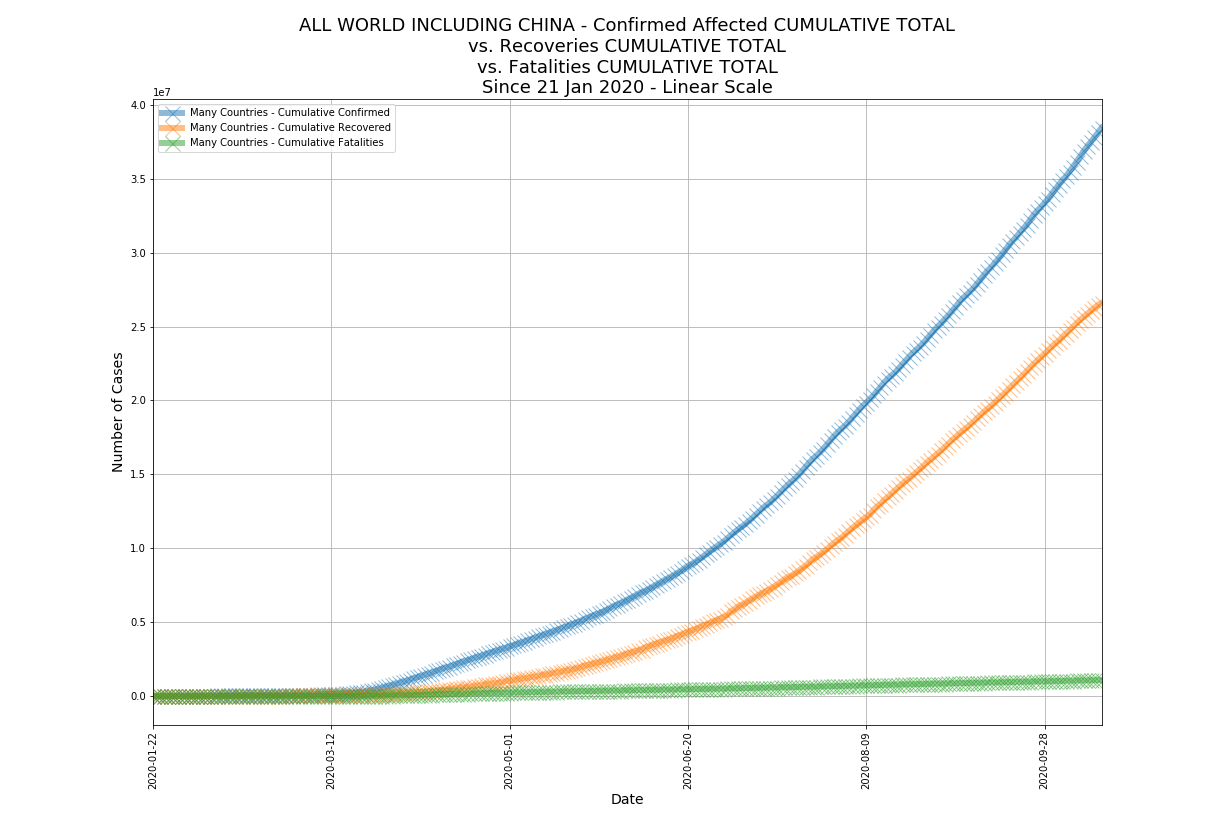 ALL WORLD INCLUDING CHINA - Confirmed Affected CUMULATIVE TOTAL
vs. Recoveries CUMULATIVE TOTAL
vs. Fatalities CUMULATIVE TOTAL
Since 21 Jan 2020 - Linear Scale
1e7
Many Countries - Cumulative Confirmed
Many Countries - Cumulative Recovered
Many Countries - Cumulative Fatalities
4.0
3.5
3.0
2.5
2.0
1.5
1.0
0.5
0.0
Number of Cases
2020-01-22
2020-03-12
2020-05-01
2020-06-20
2020-08-09
2020-09-28
Date